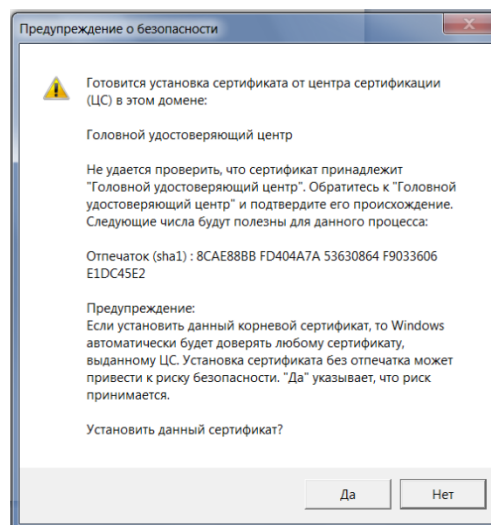 Предупреждение о безопасности
Готовится установка сертификата от центра сертификации
(ЦС) в этом домене:
Головной удостоверяющий центр
Не удается проверить, что сертификат принадлежит
"Головной удостоверяющий центр". Обратитесь к "Головной
удостоверяющий центр" и подтвердите его происхождение.
Следующие числа будут полезны для данного процесса:
Отпечаток (sha1) : 8CAE88BB FD404A7A 53630864 F9033606
E1DC45E2
Предупреждение:
Если установить данный корневой сертификат, то Windows
автоматически будет доверять любому сертификату,
выданному ЦС. Установка сертификата без отпечатка может
привести к риску безопасности. "Да" указывает, что риск
принимается.
Установить данный сертификат?
Да Нет